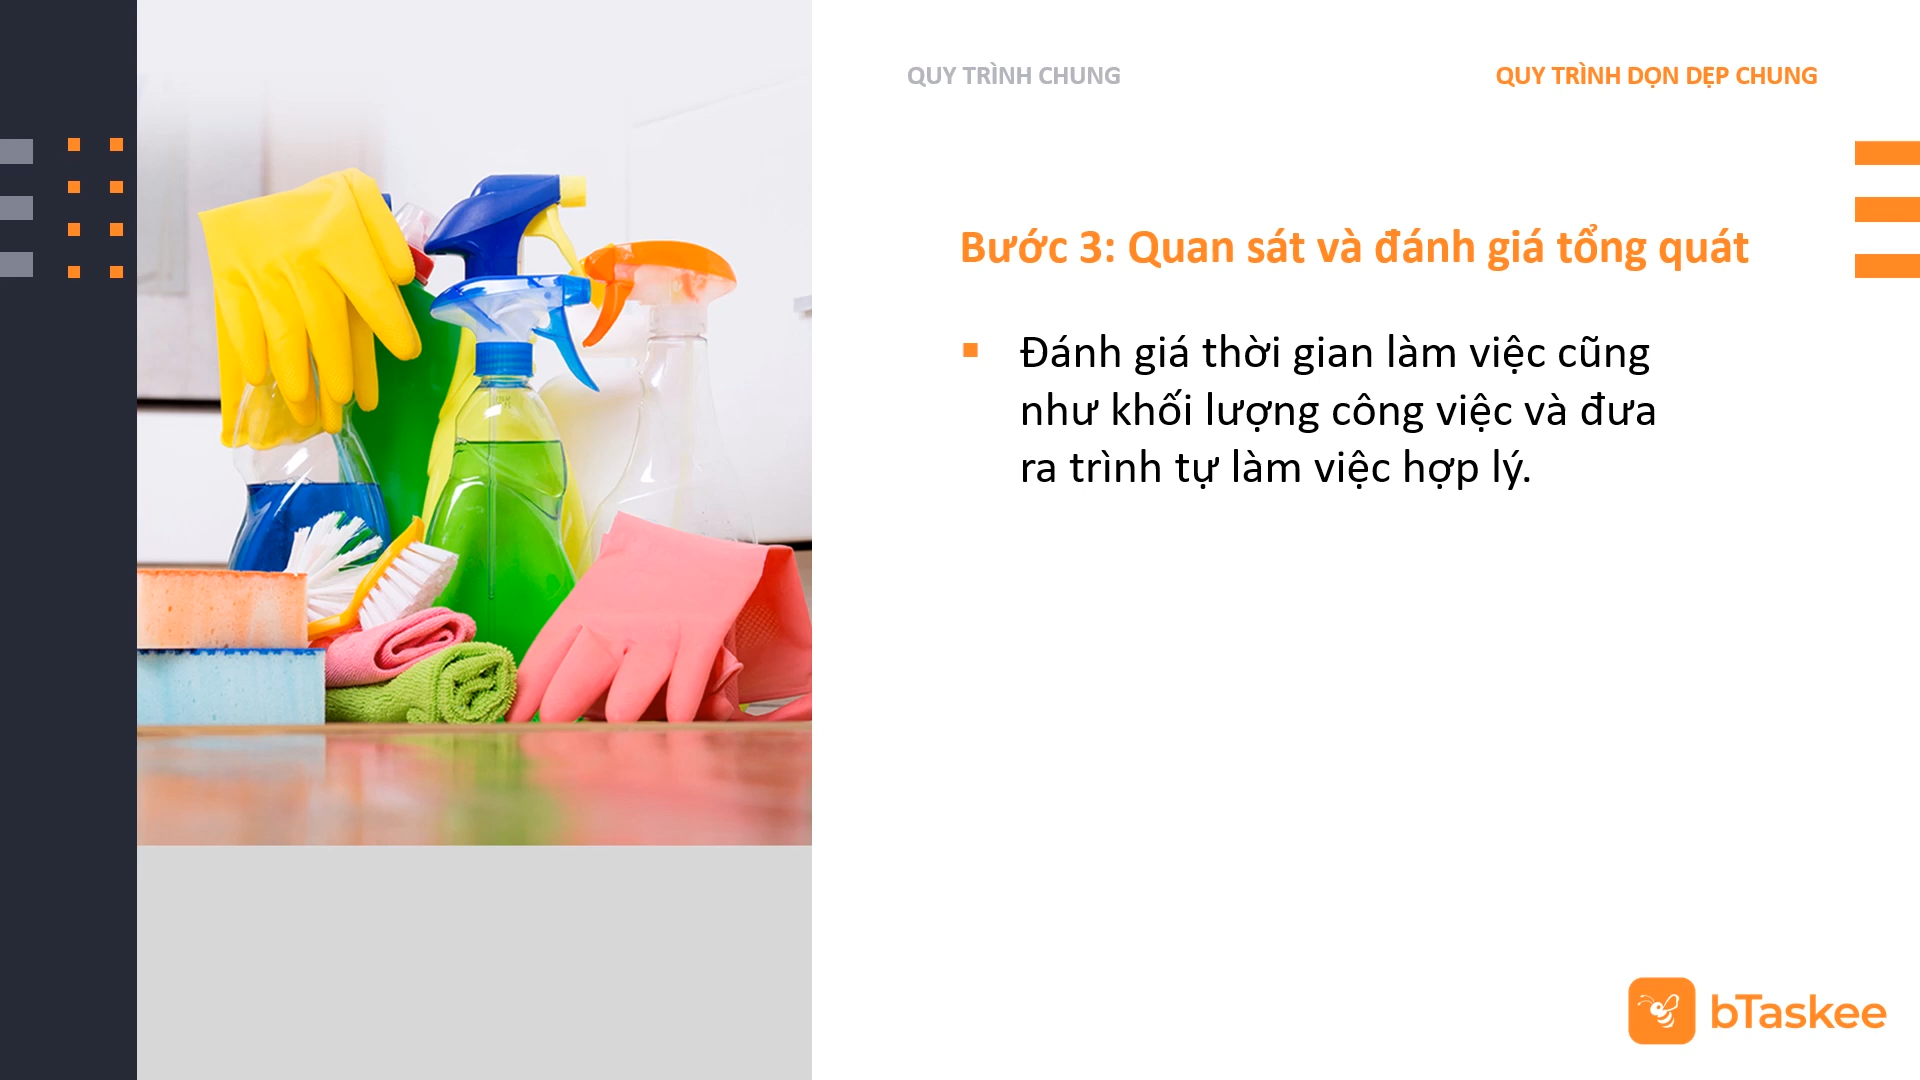 QUY TRÌNH CHUNG
QUY TRÌNH DỌN DẸP CHUNG
Bước 3: Quan sát và đánh giá tổng quát
Đánh giá thời gian làm việc cũng
như khối lượng công việc và đưa
ra trình tự làm việc hợp lý.
bTaskee